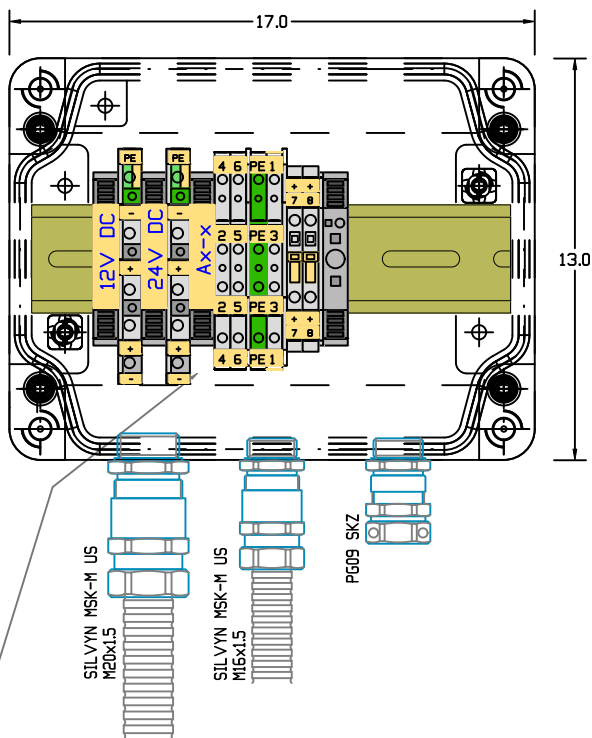 17.0
13.0
PE PE
4 6 PE 1
+ +
7 8
- -
2 5 PE 3
12V DC
24V DC
Ax-x
+ +
2 5 PE 3
+ +
7 8
+ +
4 6 PE 1
- -
SILVYN MSK-M US
M20x1.5
SILVYN MSK-M US
M16x1.5
PG09 SKZ